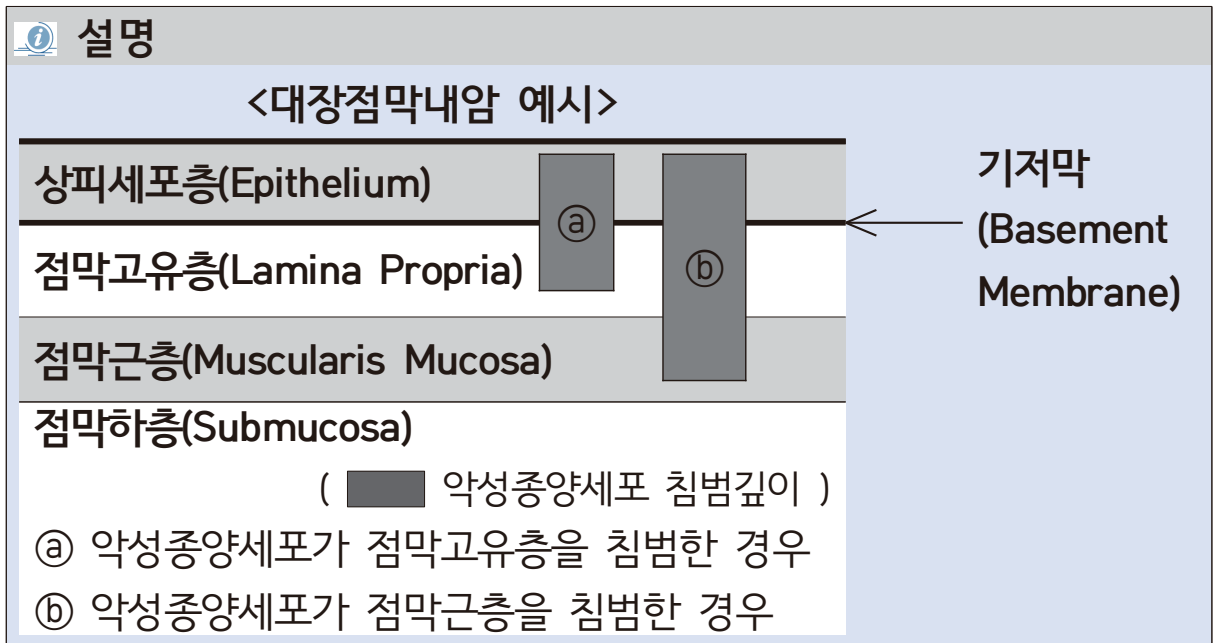 설명
<대장점막내암 예시>
상피세포층(Epithelium)
기저막
(Basement
Membrane)
ⓐ
점막고유층(Lamina Propria)
ⓑ
점막근층(Muscularis Mucosa)
점막하층(Submucosa)
( 악성종양세포 침범깊이 )
ⓐ 악성종양세포가 점막고유층을 침범한 경우
ⓑ 악성종양세포가 점막근층을 침범한 경우